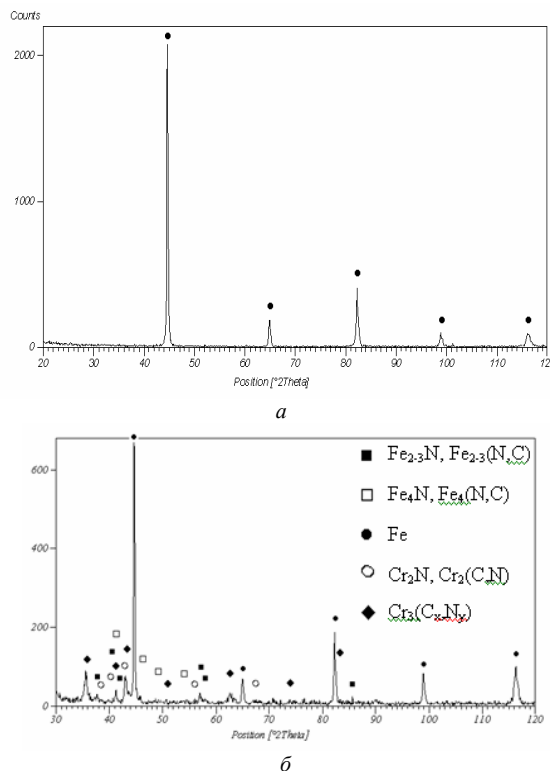 Counts
2000
1000
0
20 30 40 50 60 70 80 90 100 110 120
Position [°2Theta]
а
600
400
200
0
Fe₂₋₃N, Fe₂₋₃(N,C)
Fe₄N, Fe₄(N,C)
Fe
Cr₂N, Cr₂(C,N)
Cr₃(CₓNᵧ)
30 40 50 60 70 80 90 100 110 120
Position [°2Theta]
б